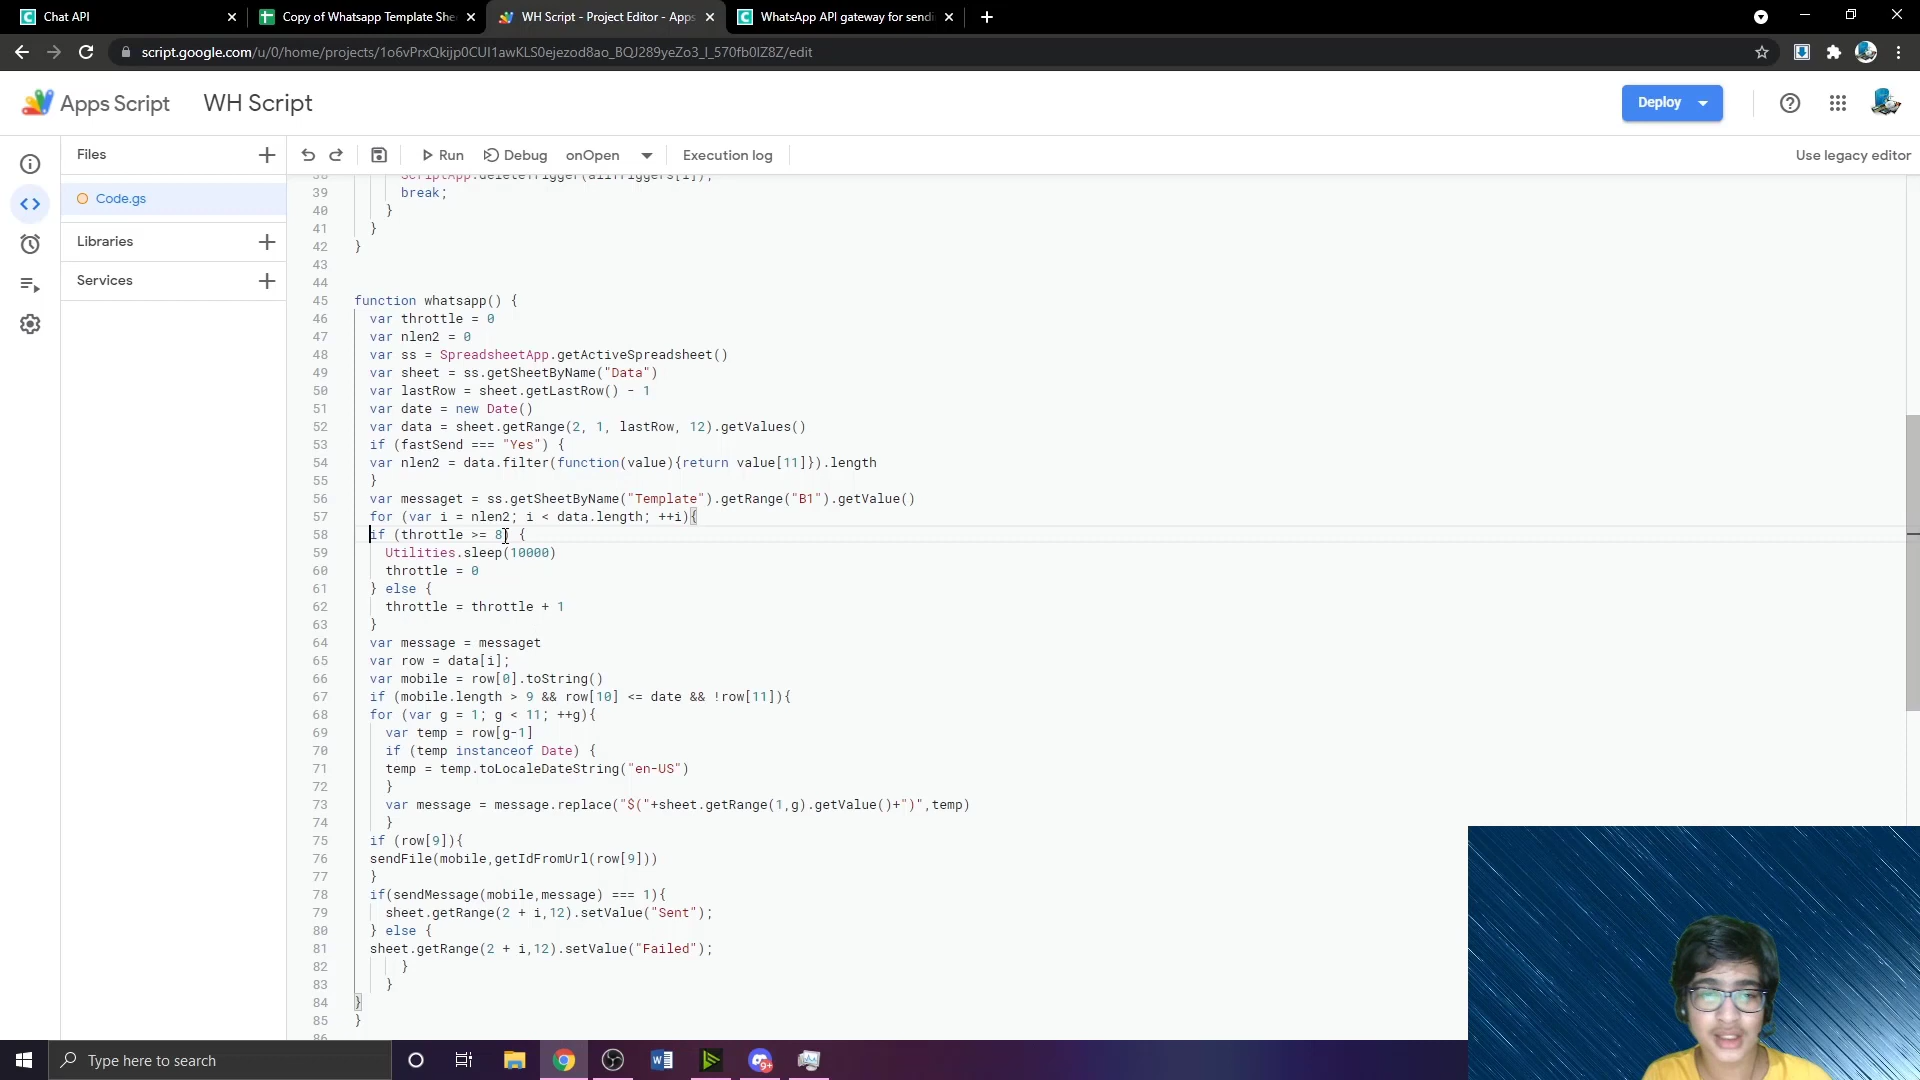 Chat API
Copy of Whatsapp Template She
WH Script - Project Editor - Apps
WhatsApp API gateway for sendi
script.google.com/u/0/home/projects/1o6vPrxQkijp0CUI1awKLS0ejezod8ao_BQJ289yeZo3_I_570fb0IZ8Z/edit
Apps Script
WH Script
Deploy
Files
Run
Debug
onOpen
Execution log
Use legacy editor
Code.gs
Libraries
Services
38 ScriptApp.deleteTrigger(allTriggers[i]);
39 break;
40 }
41 }
42 }
43
44
45 function whatsapp() {
46 var throttle = 0
47 var nlen2 = 0
48 var ss = SpreadsheetApp.getActiveSpreadsheet()
49 var sheet = ss.getSheetByName("Data")
50 var lastRow = sheet.getLastRow() - 1
51 var date = new Date()
52 var data = sheet.getRange(2, 1, lastRow, 12).getValues()
53 if (fastSend === "Yes") {
54 var nlen2 = data.filter(function(value){return value[11]}).length
55 }
56 var messaget = ss.getSheetByName("Template").getRange("B1").getValue()
57 for (var i = nlen2; i < data.length; ++i){
58 if (throttle >= 8) {
59 Utilities.sleep(10000)
60 throttle = 0
61 } else {
62 throttle = throttle + 1
63 }
64 var message = messaget
65 var row = data[i];
66 var mobile = row[0].toString()
67 if (mobile.length > 9 && row[10] <= date && !row[11]){
68 for (var g = 1; g < 11; ++g){
69 var temp = row[g-1]
70 if (temp instanceof Date) {
71 temp = temp.toLocaleDateString("en-US")
72 }
73 var message = message.replace("$("+sheet.getRange(1,g).getValue()+")",temp)
74 }
75 if (row[9]){
76 sendFile(mobile,getIdFromUrl(row[9]))
77 }
78 if(sendMessage(mobile,message) === 1){
79 sheet.getRange(2 + i,12).setValue("Sent");
80 } else {
81 sheet.getRange(2 + i,12).setValue("Failed");
82 }
83 }
84 }
85 }
86
Type here to search
9+